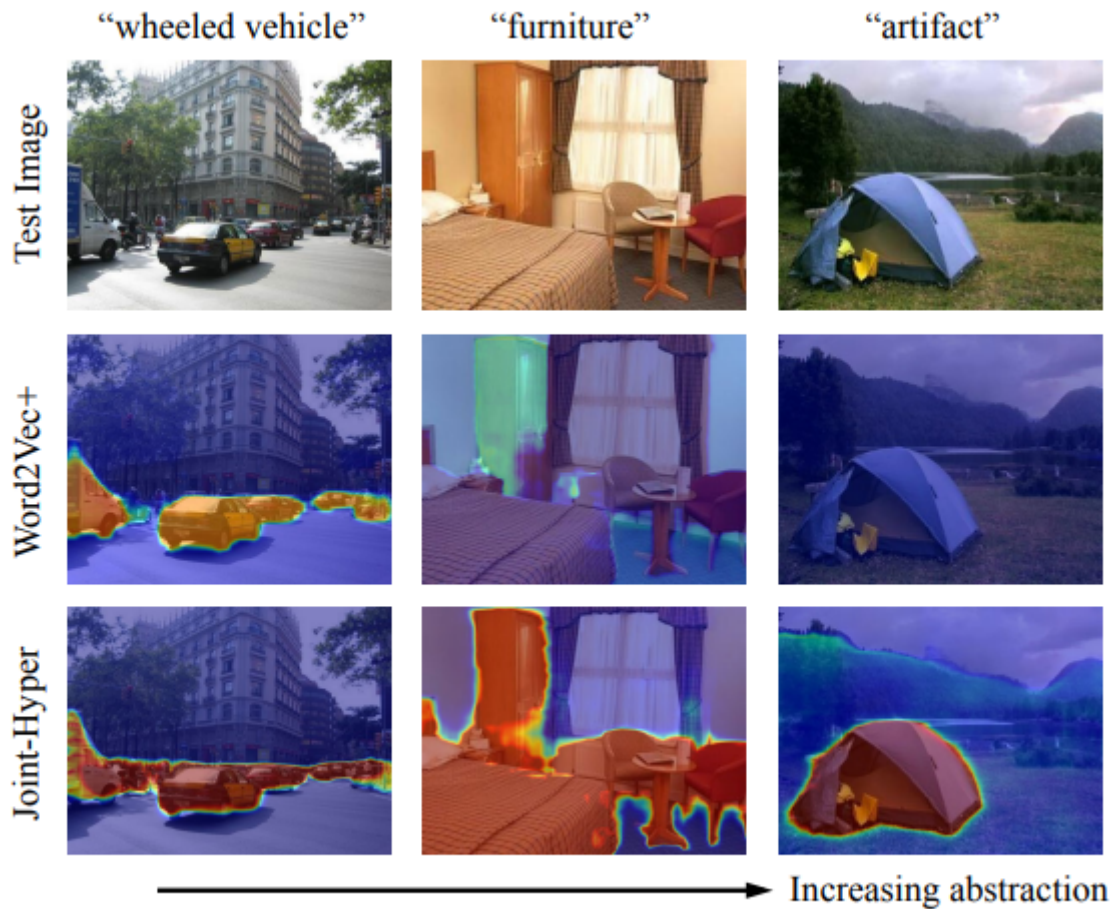 “wheeled vehicle”
“furniture”
“artifact”
Test Image
Word2Vec+
Joint-Hyper
Increasing abstraction